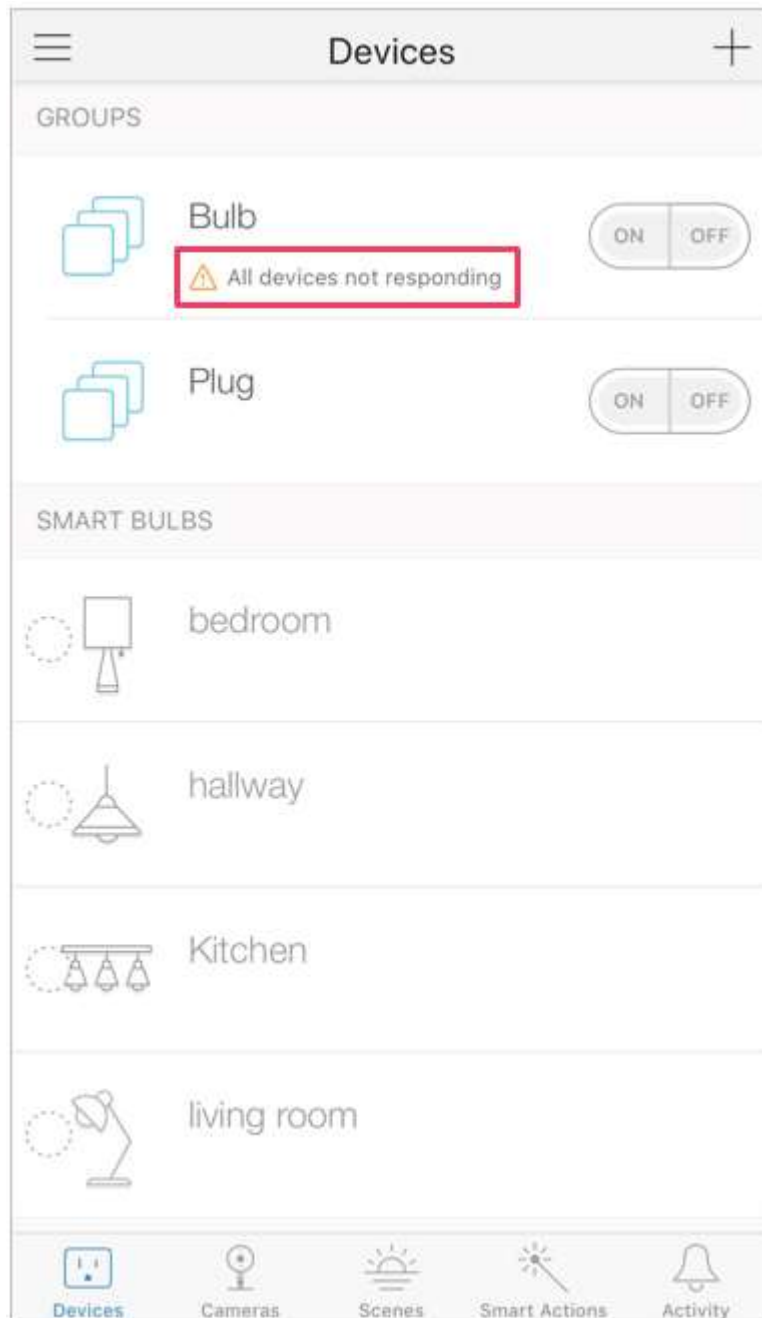 Devices
GROUPS
Bulb
ON OFF
All devices not responding
Plug
ON OFF
SMART BULBS
bedroom
hallway
Kitchen
living room
Devices Cameras Scenes Smart Actions Activity